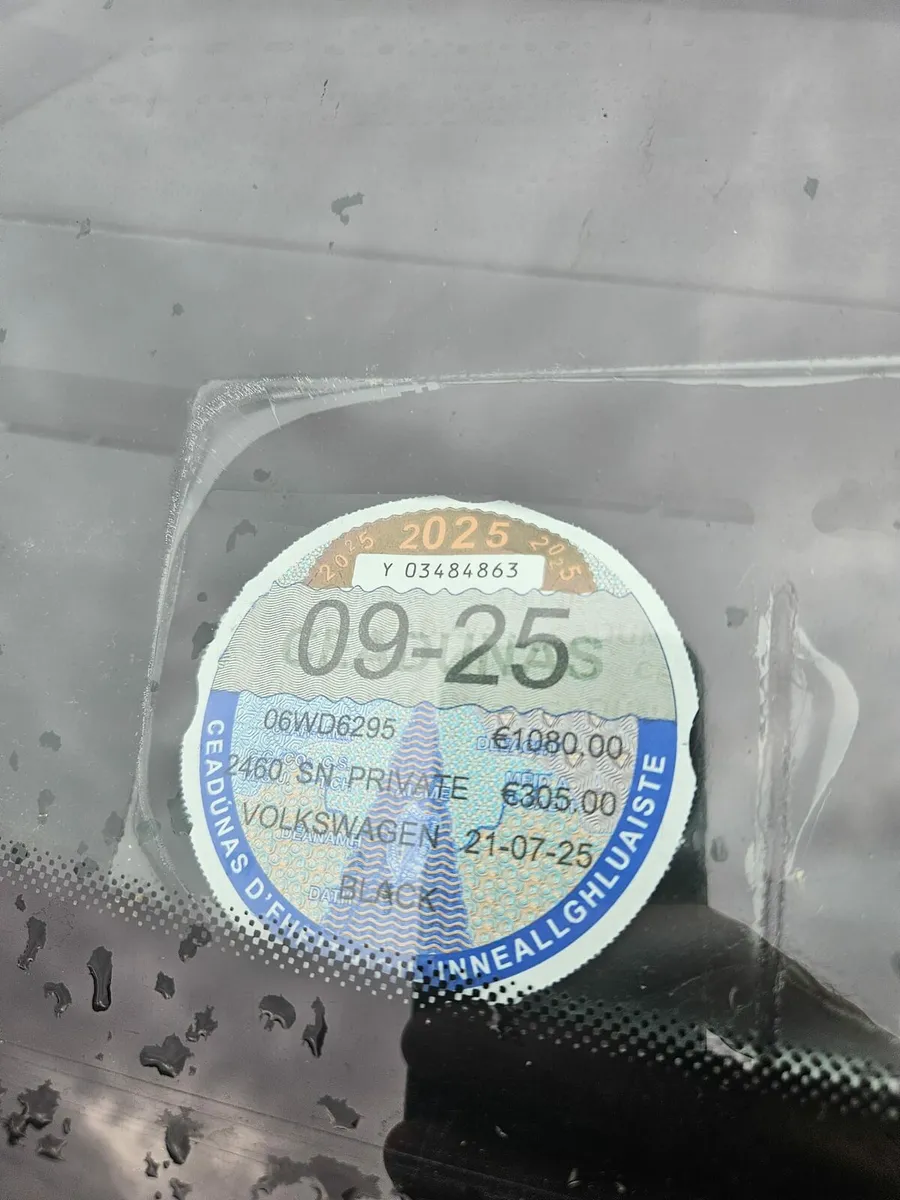 2025 2025 2025
Y 03484863
09-25
06WD6295 €1080.00
2460 SN PRIVATE €305.00
VOLKSWAGEN 21-07-25
BLACK
CEADÚNAS INNEALLGHLUAISTE